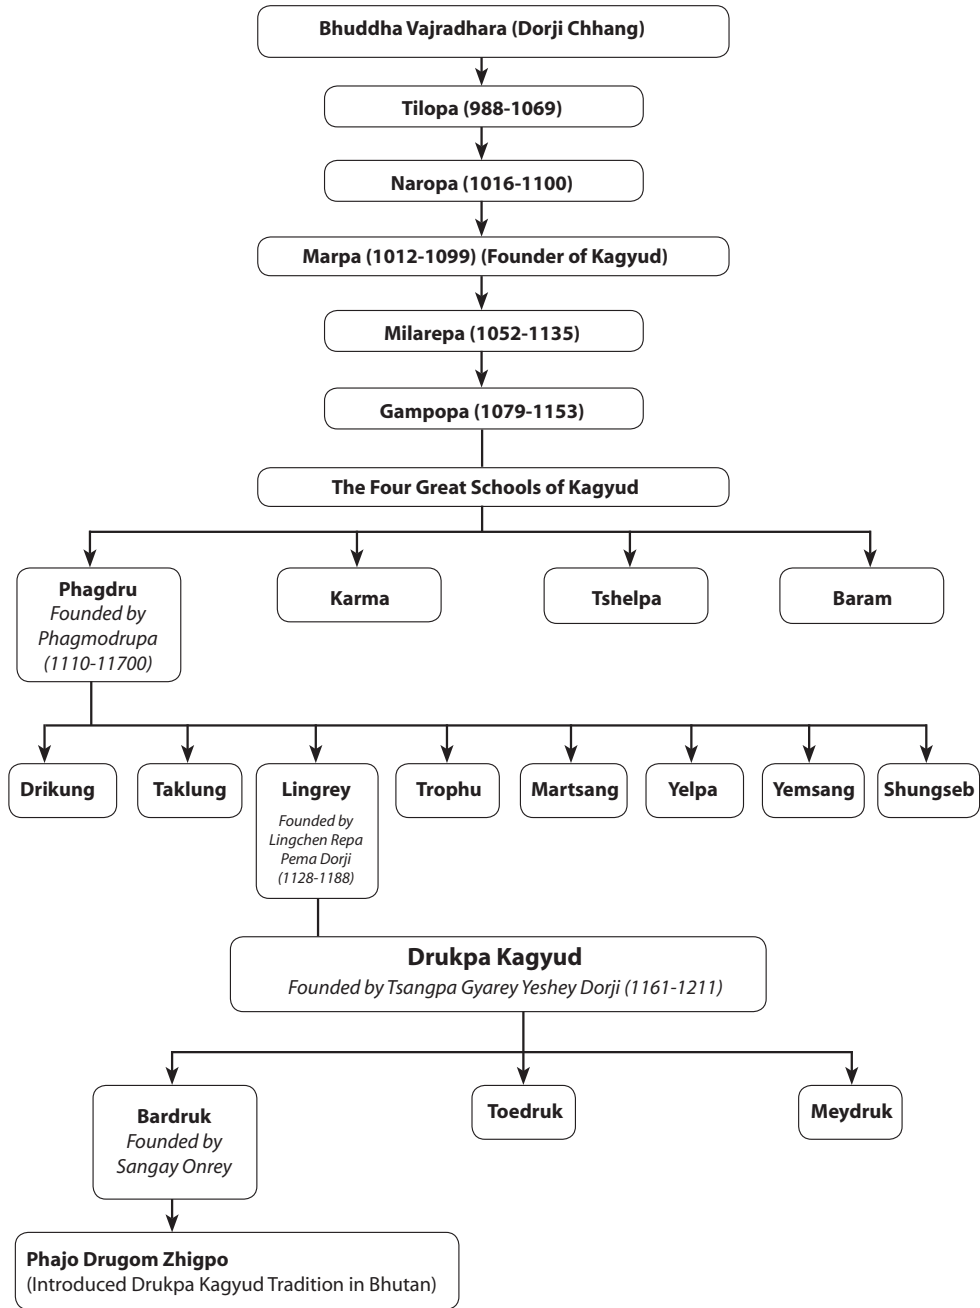 Bhuddha Vajradhara (Dorji Chhang)
Tilopa (988-1069)
Naropa (1016-1100)
Marpa (1012-1099) (Founder of Kagyud)
Milarepa (1052-1135)
Gampopa (1079-1153)
The Four Great Schools of Kagyud
Phagdru
Founded by
Phagmodrupa
(1110-11700)
Karma
Tshelpa
Baram
Drikung
Taklung
Lingrey
Founded by
Lingchen Repa
Pema Dorji
(1128-1188)
Trophu
Martsang
Yelpa
Yemsang
Shungseb
Drukpa Kagyud
Founded by Tsangpa Gyarey Yeshey Dorji (1161-1211)
Bardruk
Founded by
Sangay Onrey
Toedruk
Meydruk
Phajo Drugom Zhigpo
(Introduced Drukpa Kagyud Tradition in Bhutan)